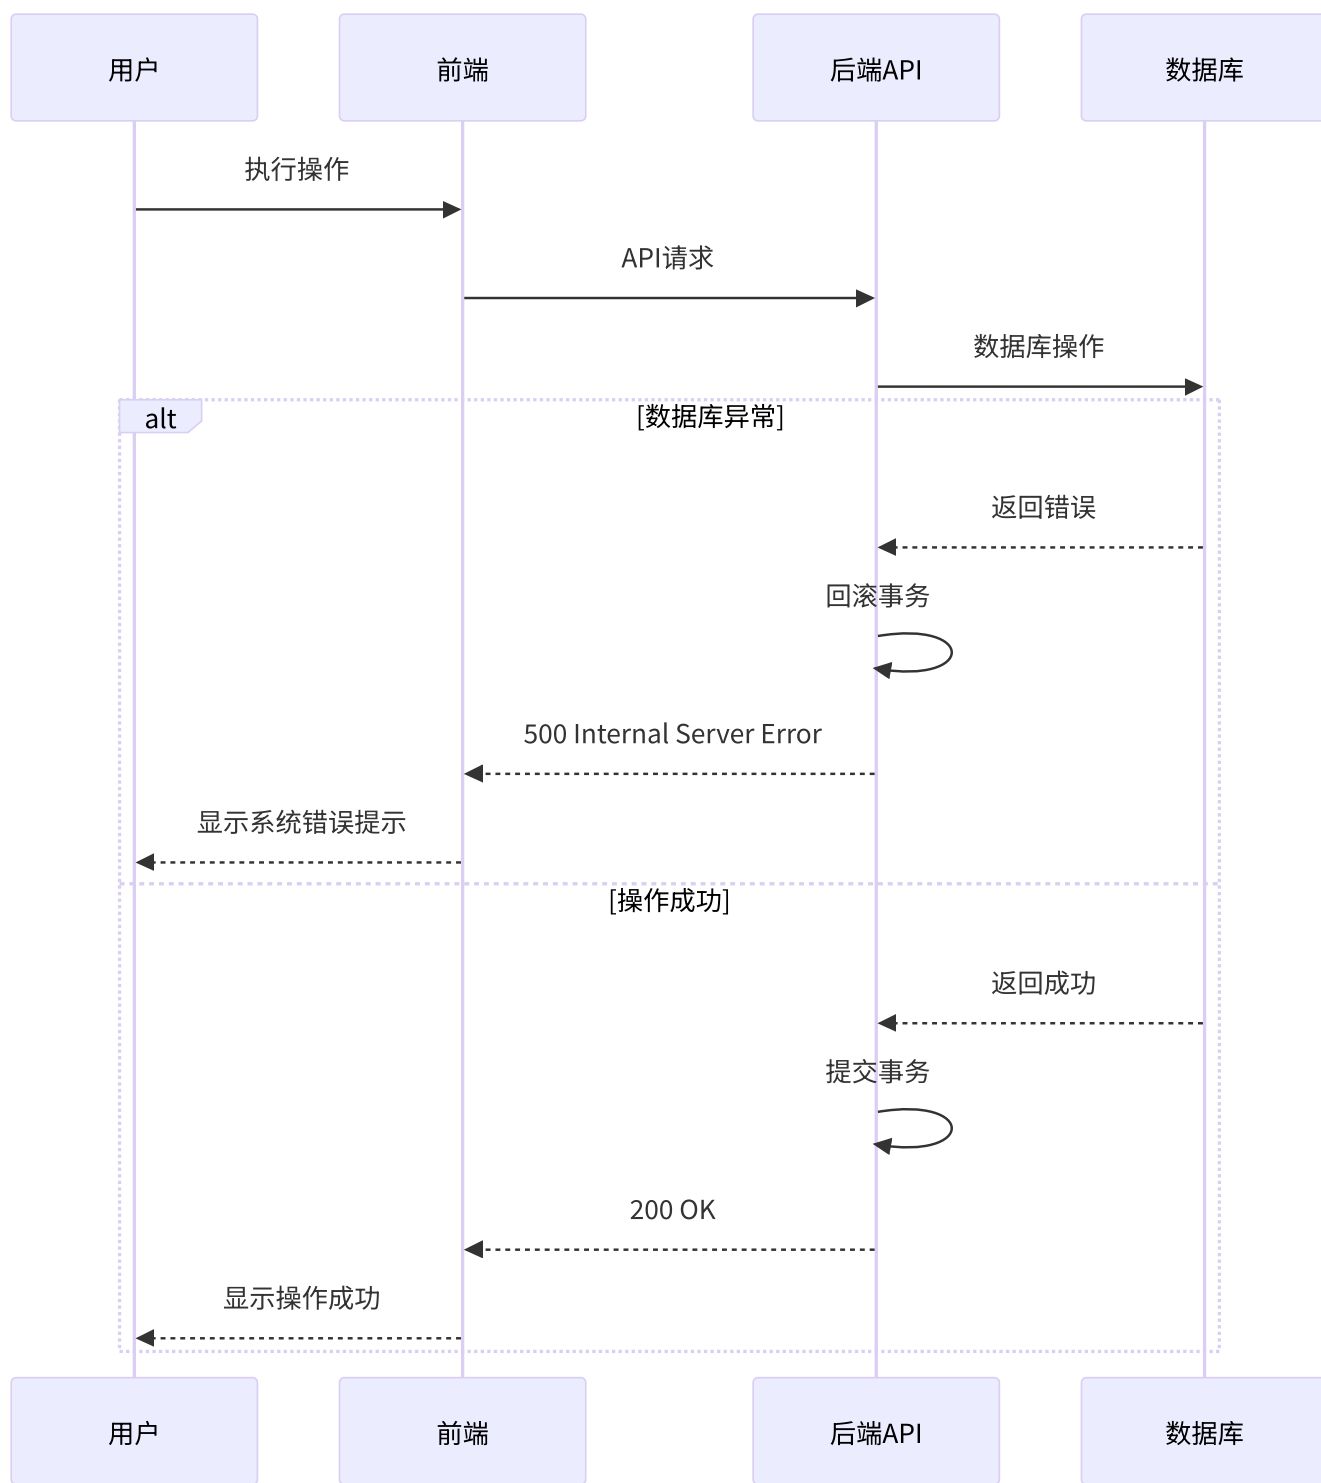 用户
前端
后端API
数据库
执行操作
API请求
数据库操作
alt
[数据库异常]
返回错误
回滚事务
500 Internal Server Error
显示系统错误提示
[操作成功]
返回成功
提交事务
200 OK
显示操作成功
用户
前端
后端API
数据库